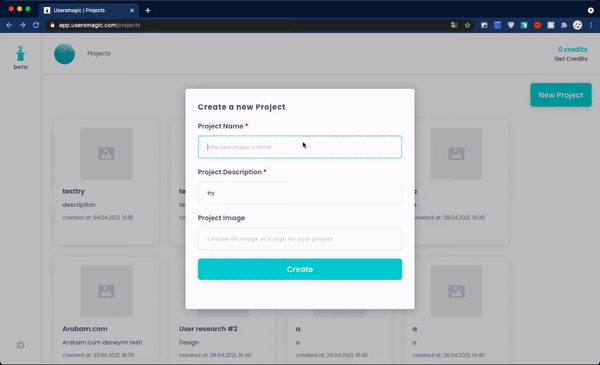 Usersmagic | Projects
app.usersmagic.com/projects
beta
Projects
0 credits
Get Credits
New Project
Create a new Project
Project Name *
Give your project a name
Project Description *
try
Project Image
Choose an image or a logo for your project
Create
testtry
description
created at: 04.04.2021, 13:18
te
a
a
created at: 08.04.2021, 10:38
Arabam.com
Arabam.com deneyim testi
created at: 23.04.2021, 18:35
User research #2
Design
created at: 26.04.2021, 16:40
a
a
created at: 26.04.2021, 16:40
a
a
created at: 26.04.2021, 16:40